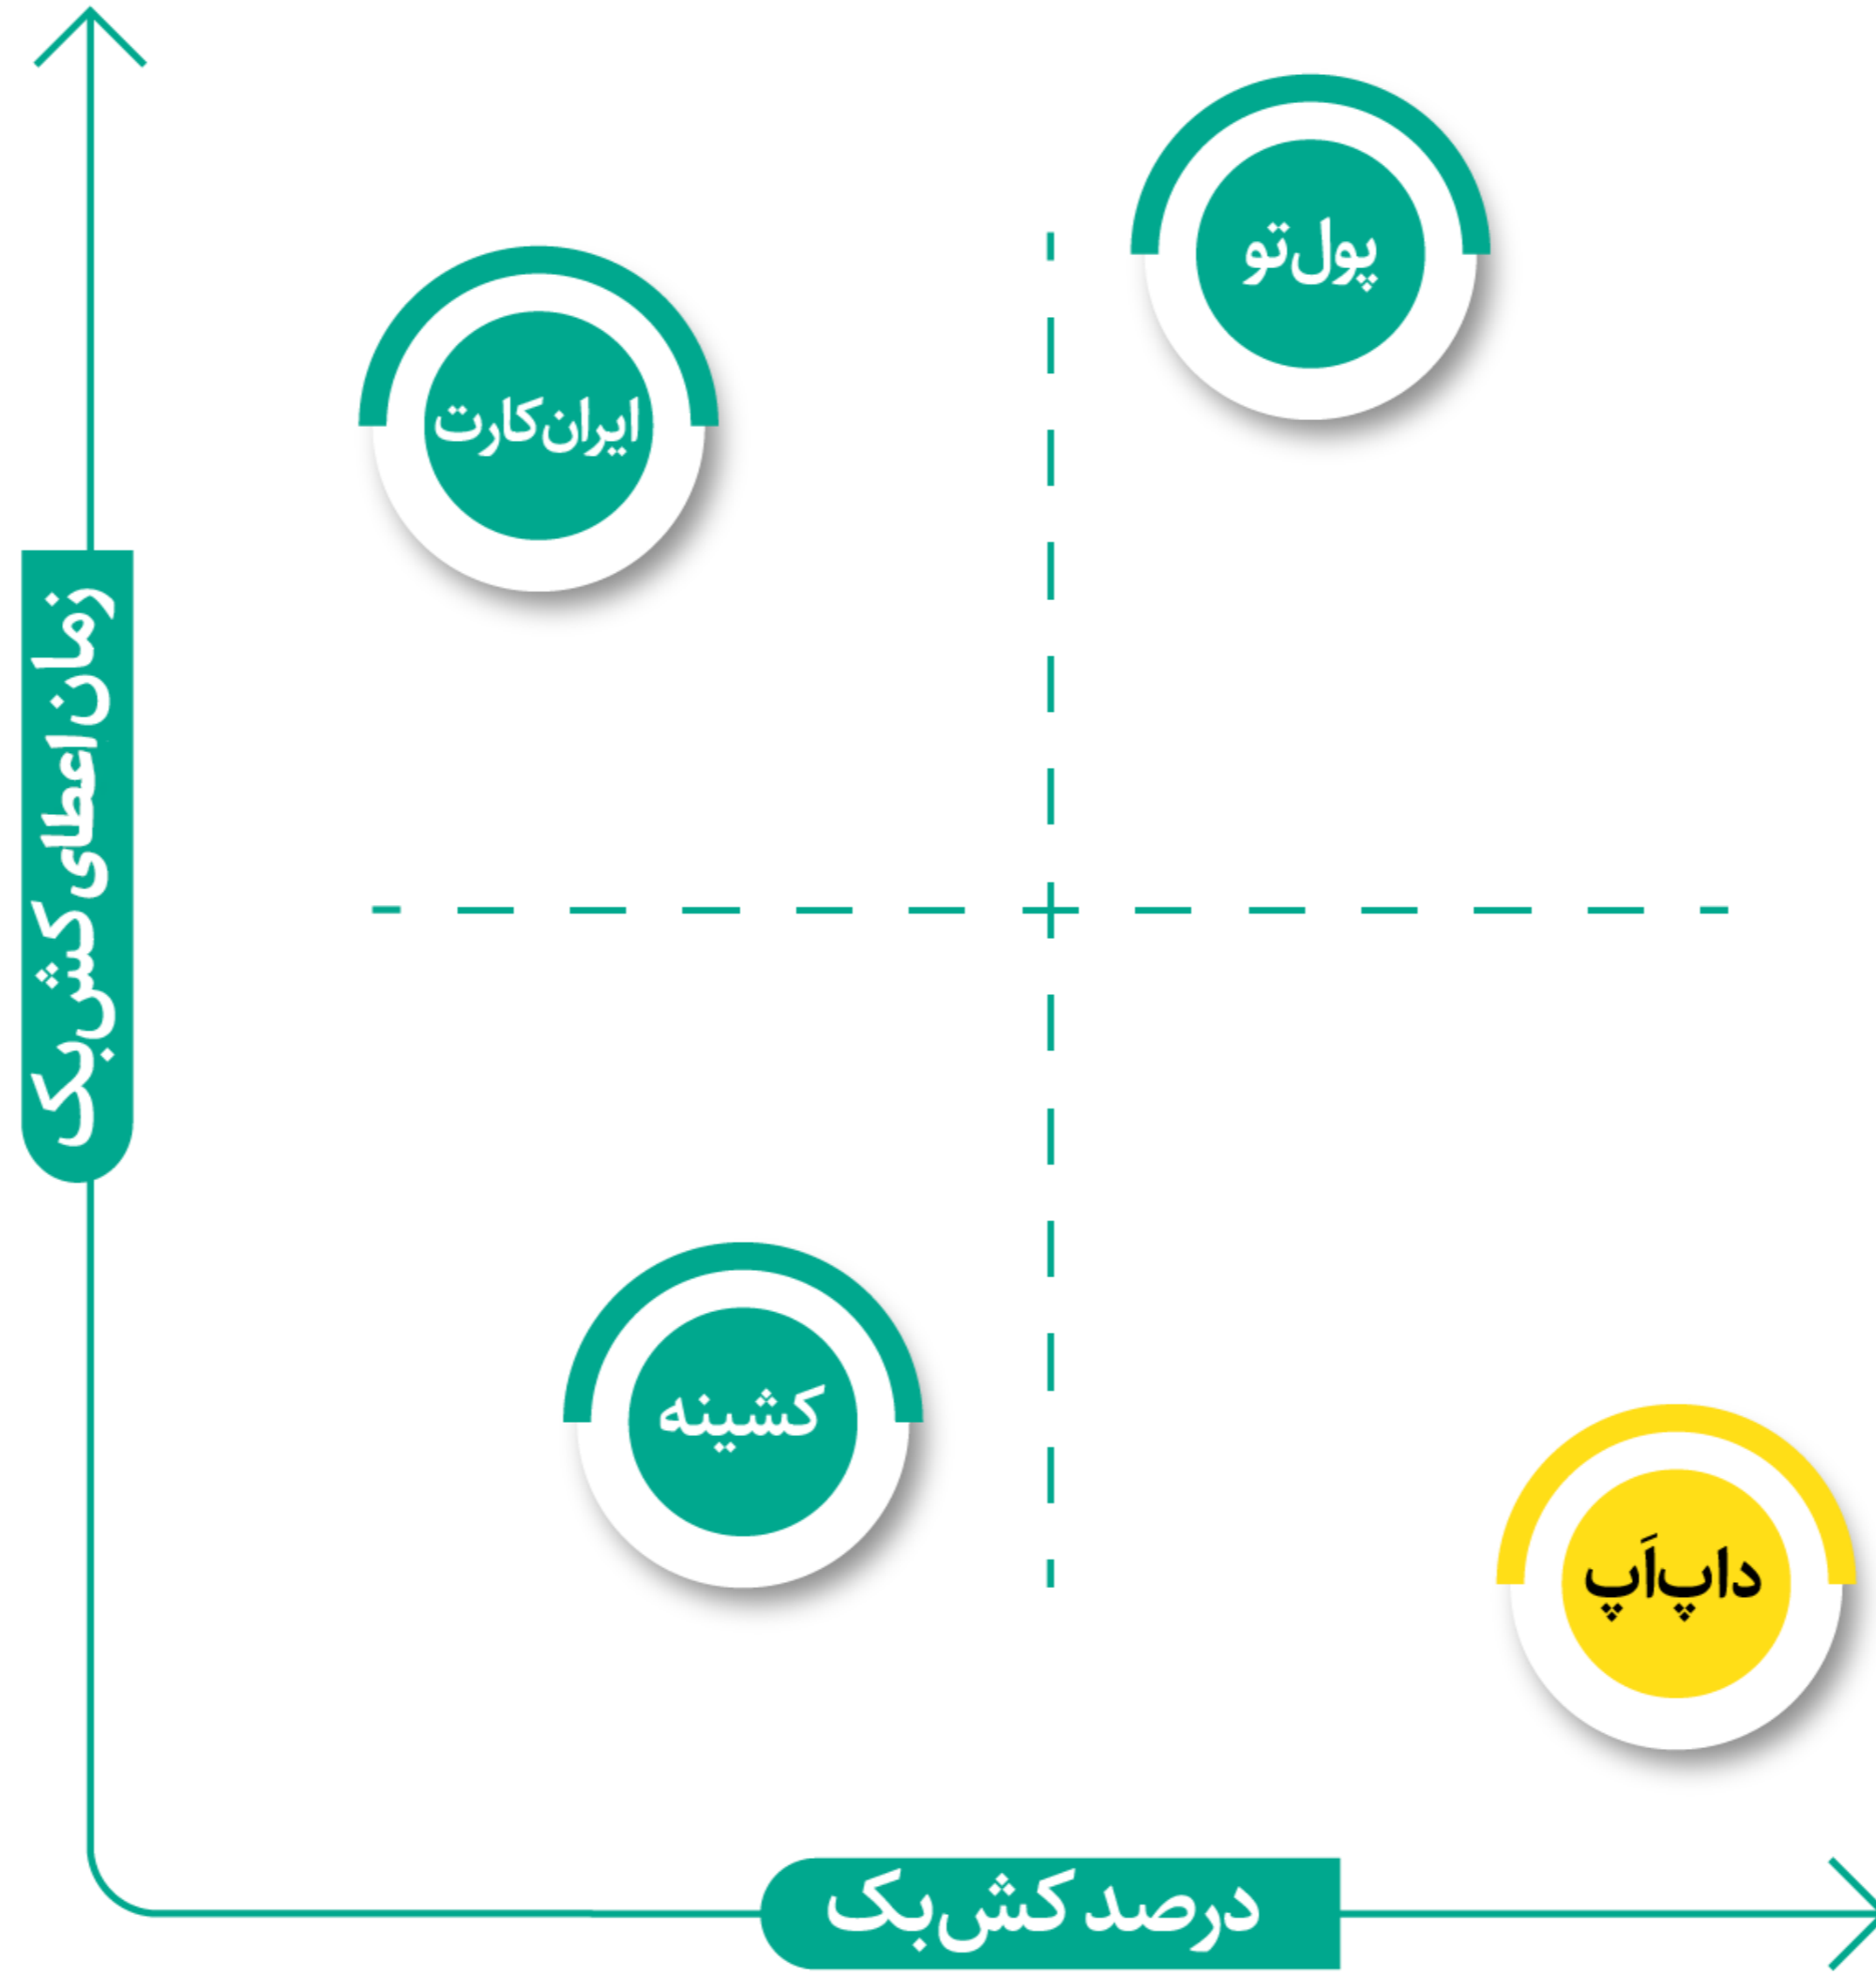 پول‌تو
ایران‌کارت
زمان اعطای کش‌بک
کشینه
داپ‌اَپ
درصد کش‌بک